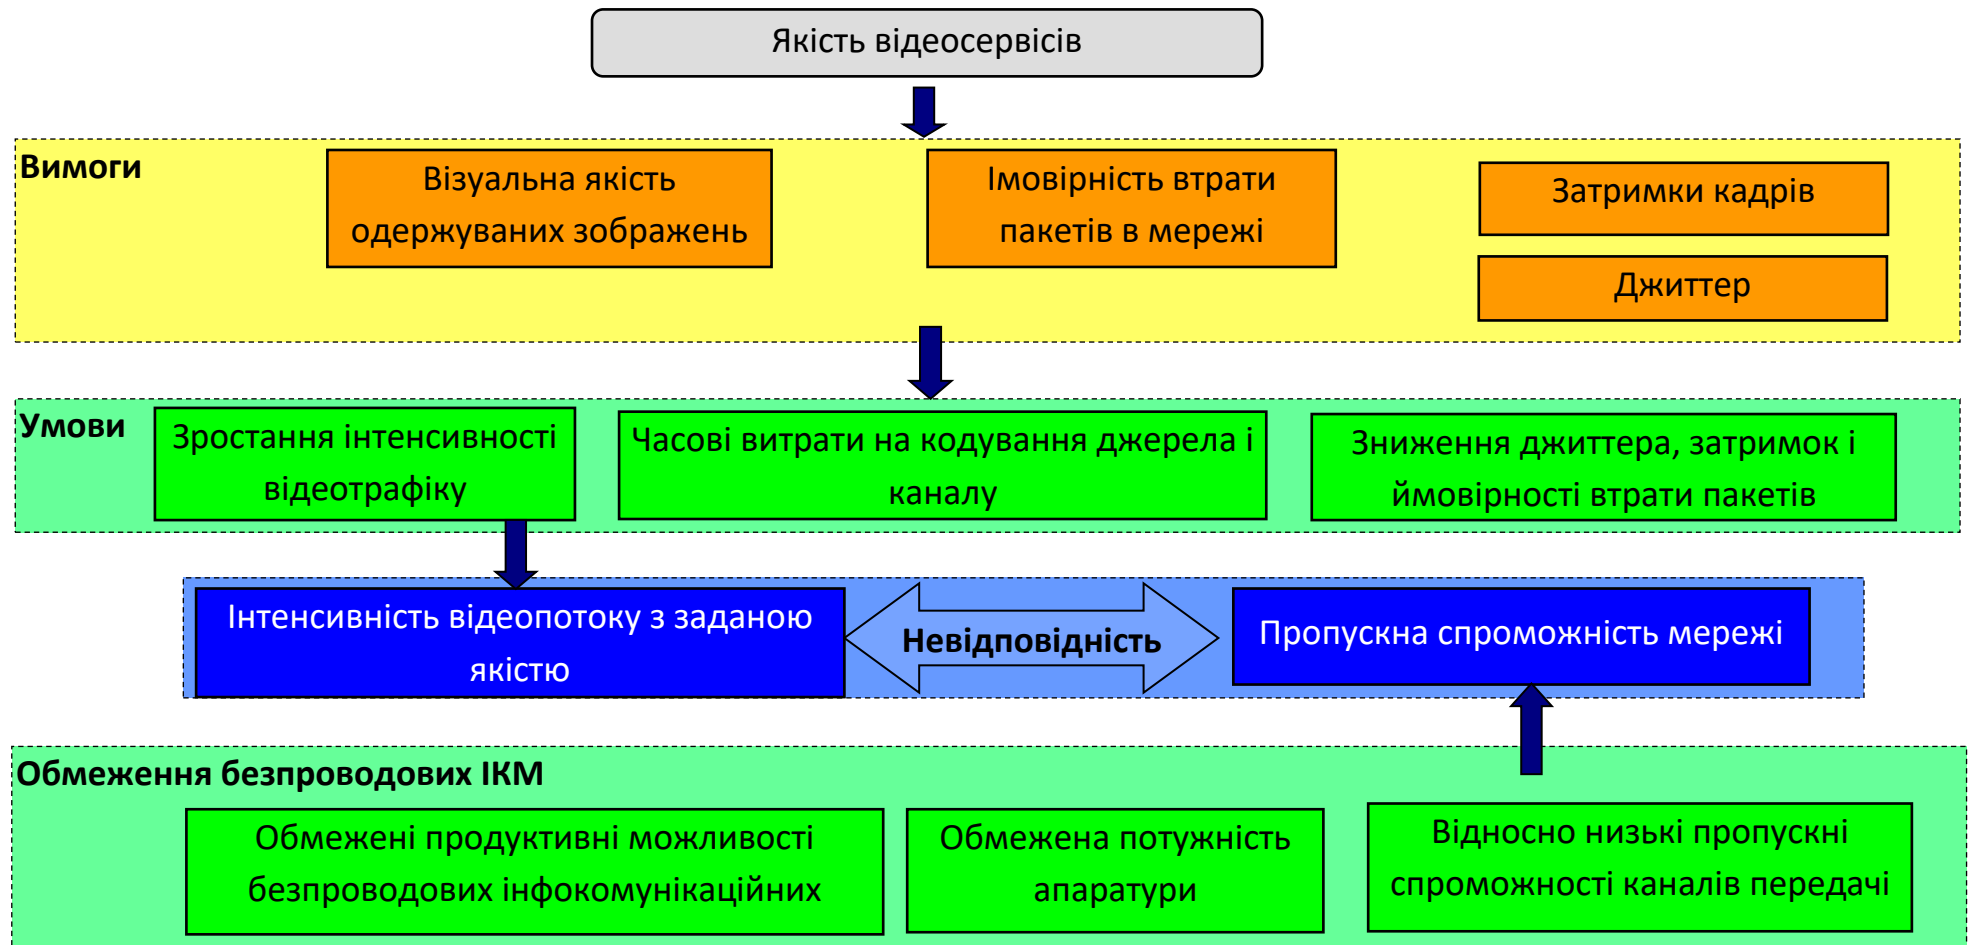 Якість відеосервісів
Вимоги
Візуальна якість
одержуваних зображень
Імовірність втрати
пакетів в мережі
Затримки кадрів
Джиттер
Умови
Зростання інтенсивності
відеотрафіку
Часові витрати на кодування джерела і
каналу
Зниження джиттера, затримок і
ймовірності втрати пакетів
Інтенсивність відеопотоку з заданою
якістю
Невідповідність
Пропускна спроможність мережі
Обмеження безпроводових ІКМ
Обмежені продуктивні можливості
безпроводових інфокомунікаційних
Обмежена потужність
апаратури
Відносно низькі пропускні
спроможності каналів передачі